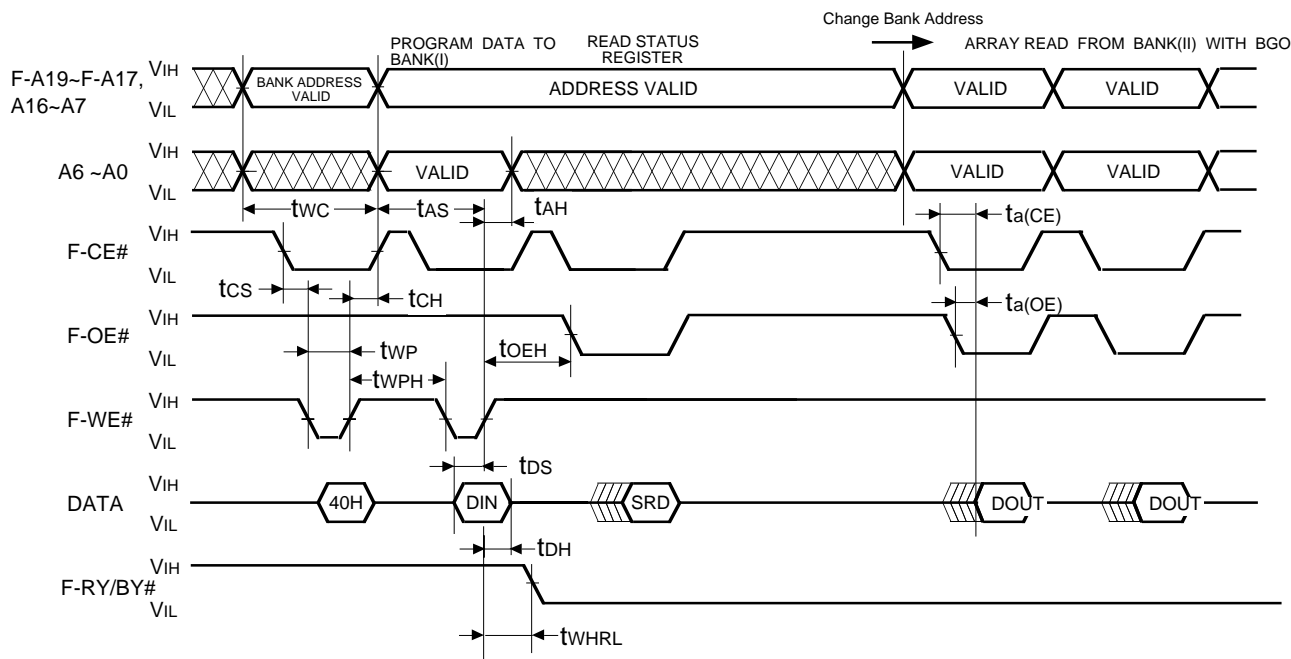 Change Bank Address
PROGRAM DATA TO BANK(I)
READ STATUS REGISTER
ARRAY READ FROM BANK(II) WITH BGO
F-A19~F-A17,
A16~A7
VIH
VIL
BANK ADDRESS VALID
ADDRESS VALID
VALID
VALID
A6 ~A0
VIH
VIL
VALID
VALID
VALID
tWC
tAS
tAH
ta(CE)
F-CE#
VIH
VIL
tCS
tCH
ta(OE)
F-OE#
VIH
VIL
tWP
tOEH
tWPH
F-WE#
VIH
VIL
tDS
DATA
VIH
VIL
40H
DIN
SRD
DOUT
DOUT
tDH
F-RY/BY#
VIH
VIL
tWHRL